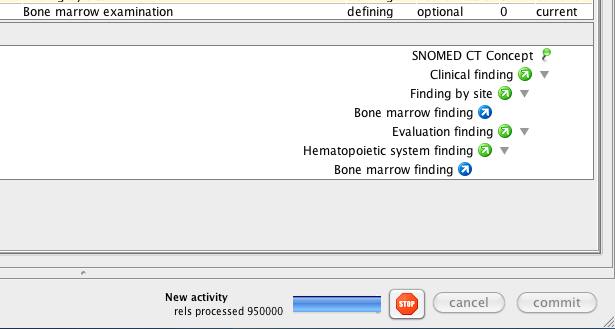 Bone marrow examination defining optional 0 current
SNOMED CT Concept
Clinical finding
Finding by site
Bone marrow finding
Evaluation finding
Hematopoietic system finding
Bone marrow finding
New activity
rels processed 950000
STOP
cancel
commit